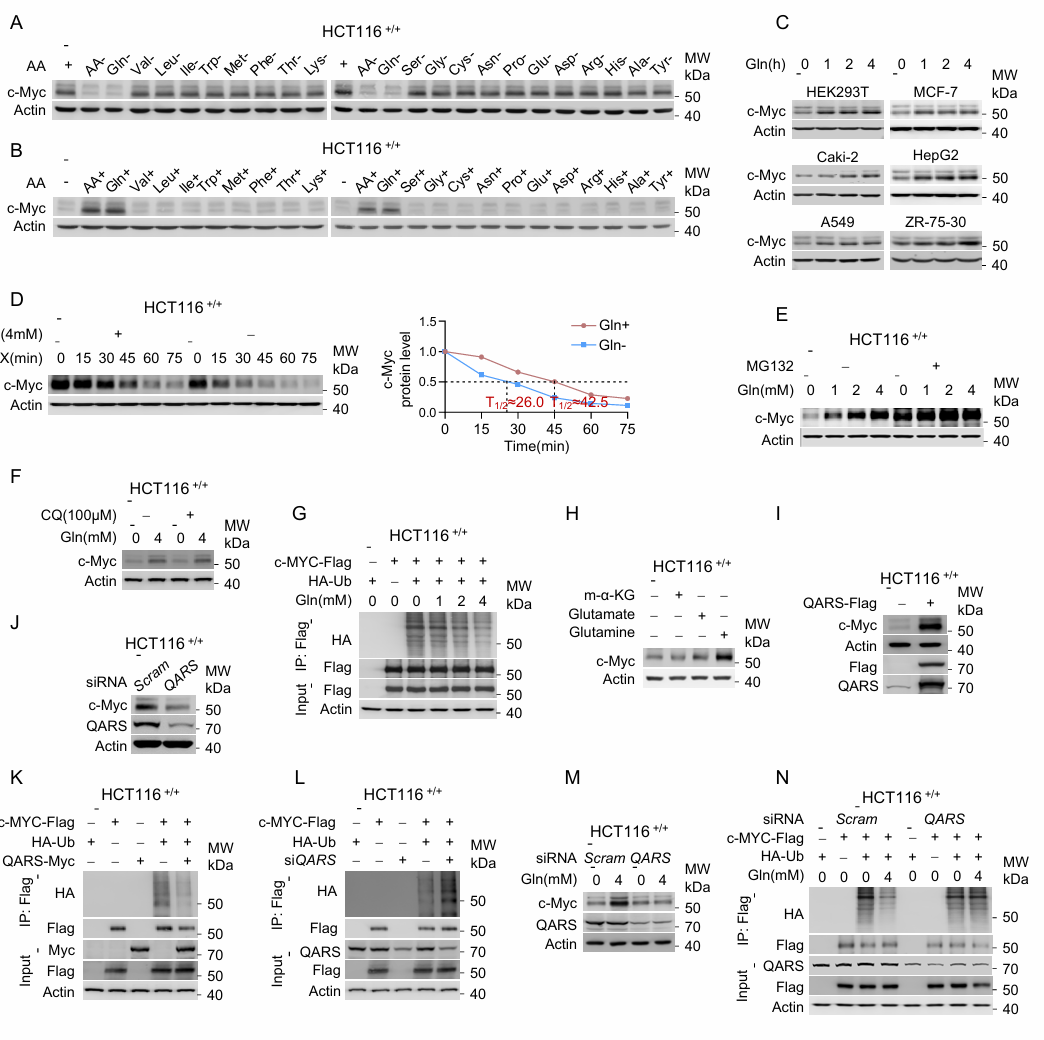 A
HCT116 +/+
-
AA + AA- Gln- Val- Leu- Ile- Trp- Met- Phe- Thr- Lys- + AA- Gln- Ser- Gly- Cys- Asn- Pro- Glu- Asp- Arg- His- Ala- Tyr- MW kDa
c-Myc 50
Actin 40
B
HCT116 +/+
-
AA - AA+ Gln+ Val+ Leu+ Ile+ Trp+ Met+ Phe+ Thr+ Lys+ - AA+ Gln+ Ser+ Gly+ Cys+ Asn+ Pro+ Glu+ Asp+ Arg+ His+ Ala+ Tyr+ MW kDa
c-Myc 50
Actin 40
C
Gln(h) 0 1 2 4 0 1 2 4 MW kDa
HEK293T MCF-7
c-Myc 50
Actin 40
Caki-2 HepG2
c-Myc 50
Actin 40
A549 ZR-75-30
c-Myc 50
Actin 40
D
HCT116 +/+
(4mM) + –
X(min) 0 15 30 45 60 75 0 15 30 45 60 75 MW kDa
c-Myc 50
Actin 40
c-Myc protein level
1.5
1.0
0.5
0.0
Gln+
Gln-
T1/2≈26.0 T1/2≈42.5
0 15 30 45 60 75
Time(min)
E
HCT116 +/+
MG132 – +
Gln(mM) 0 1 2 4 0 1 2 4 MW kDa
c-Myc 50
Actin 40
F
HCT116 +/+
CQ(100µM) – +
Gln(mM) 0 4 0 4 MW kDa
c-Myc 50
Actin 40
G
HCT116 +/+
c-MYC-Flag – + + + + +
HA-Ub + – + + + +
Gln(mM) 0 0 0 1 2 4 MW kDa
IP: Flag
HA 50
Flag 50
Input
Flag 50
Actin 40
H
HCT116 +/+
m-α-KG – + – –
Glutamate – – + –
Glutamine – – – + MW kDa
c-Myc 50
Actin 40
I
HCT116 +/+
QARS-Flag – + MW kDa
c-Myc 50
Actin 40
Flag 70
QARS 70
J
HCT116 +/+
siRNA Scram QARS MW kDa
c-Myc 50
QARS 70
Actin 40
K
HCT116 +/+
c-MYC-Flag – + – + +
HA-Ub + – – + +
QARS-Myc – – + – + MW kDa
IP: Flag
HA 50
Flag 50
Input
Myc 70
Flag 50
Actin 40
L
HCT116 +/+
c-MYC-Flag – + – + +
HA-Ub + – – + +
siQARS – – + – + MW kDa
IP: Flag
HA 50
Flag 50
Input
QARS 70
Flag 50
Actin 40
M
HCT116 +/+
siRNA Scram QARS
Gln(mM) 0 4 0 4 MW kDa
c-Myc 50
QARS 70
Actin 40
N
HCT116 +/+
siRNA Scram QARS
c-MYC-Flag – + + + – + + +
HA-Ub + – + + + – + +
Gln(mM) 0 0 0 4 0 0 0 4 MW kDa
IP: Flag
HA 50
Flag 50
Input
QARS 70
Flag 50
Actin 40